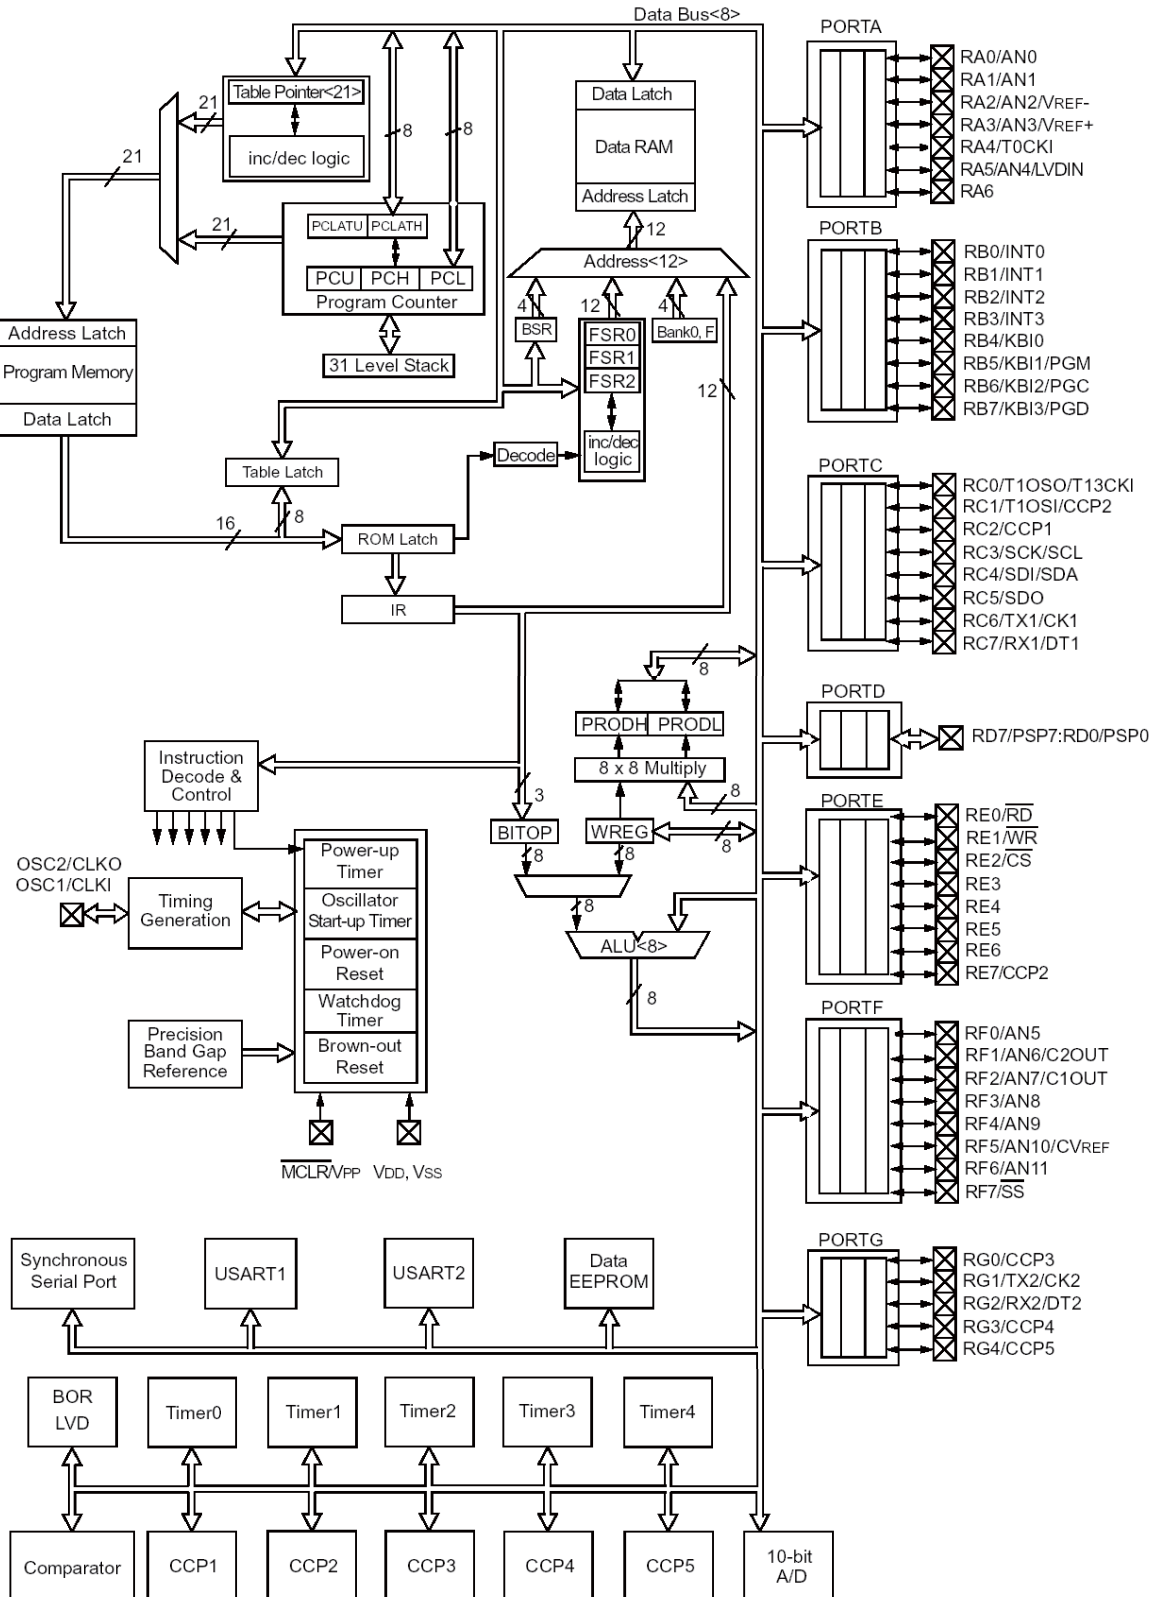 Data Bus<8>
Table Pointer<21>
21
inc/dec logic
21
8
8
Data Latch
Data RAM
Address Latch
21
PCLATU
PCLATH
PCU
PCH
PCL
Program Counter
12
Address<12>
4
12
4
BSR
FSR0
FSR1
FSR2
Bank0, F
inc/dec
logic
31 Level Stack
12
Address Latch
Program Memory
Data Latch
Decode
Table Latch
16
8
ROM Latch
IR
8
PRODH
PRODL
8 x 8 Multiply
8
Instruction
Decode &
Control
3
BITOP
WREG
8
8
8
8
ALU<8>
8
OSC2/CLKO
OSC1/CLKI
Timing
Generation
Power-up
Timer
Oscillator
Start-up Timer
Power-on
Reset
Watchdog
Timer
Brown-out
Reset
Precision
Band Gap
Reference
MCLR/VPP
VDD, VSS
PORTA
RA0/AN0
RA1/AN1
RA2/AN2/VREF-
RA3/AN3/VREF+
RA4/T0CKI
RA5/AN4/LVDIN
RA6
PORTB
RB0/INT0
RB1/INT1
RB2/INT2
RB3/INT3
RB4/KBI0
RB5/KBI1/PGM
RB6/KBI2/PGC
RB7/KBI3/PGD
PORTC
RC0/T1OSO/T13CKI
RC1/T1OSI/CCP2
RC2/CCP1
RC3/SCK/SCL
RC4/SDI/SDA
RC5/SDO
RC6/TX1/CK1
RC7/RX1/DT1
PORTD
RD7/PSP7:RD0/PSP0
PORTE
RE0/RD
RE1/WR
RE2/CS
RE3
RE4
RE5
RE6
RE7/CCP2
PORTF
RF0/AN5
RF1/AN6/C2OUT
RF2/AN7/C1OUT
RF3/AN8
RF4/AN9
RF5/AN10/CVREF
RF6/AN11
RF7/SS
PORTG
RG0/CCP3
RG1/TX2/CK2
RG2/RX2/DT2
RG3/CCP4
RG4/CCP5
Synchronous
Serial Port
USART1
USART2
Data
EEPROM
BOR
LVD
Timer0
Timer1
Timer2
Timer3
Timer4
Comparator
CCP1
CCP2
CCP3
CCP4
CCP5
10-bit
A/D